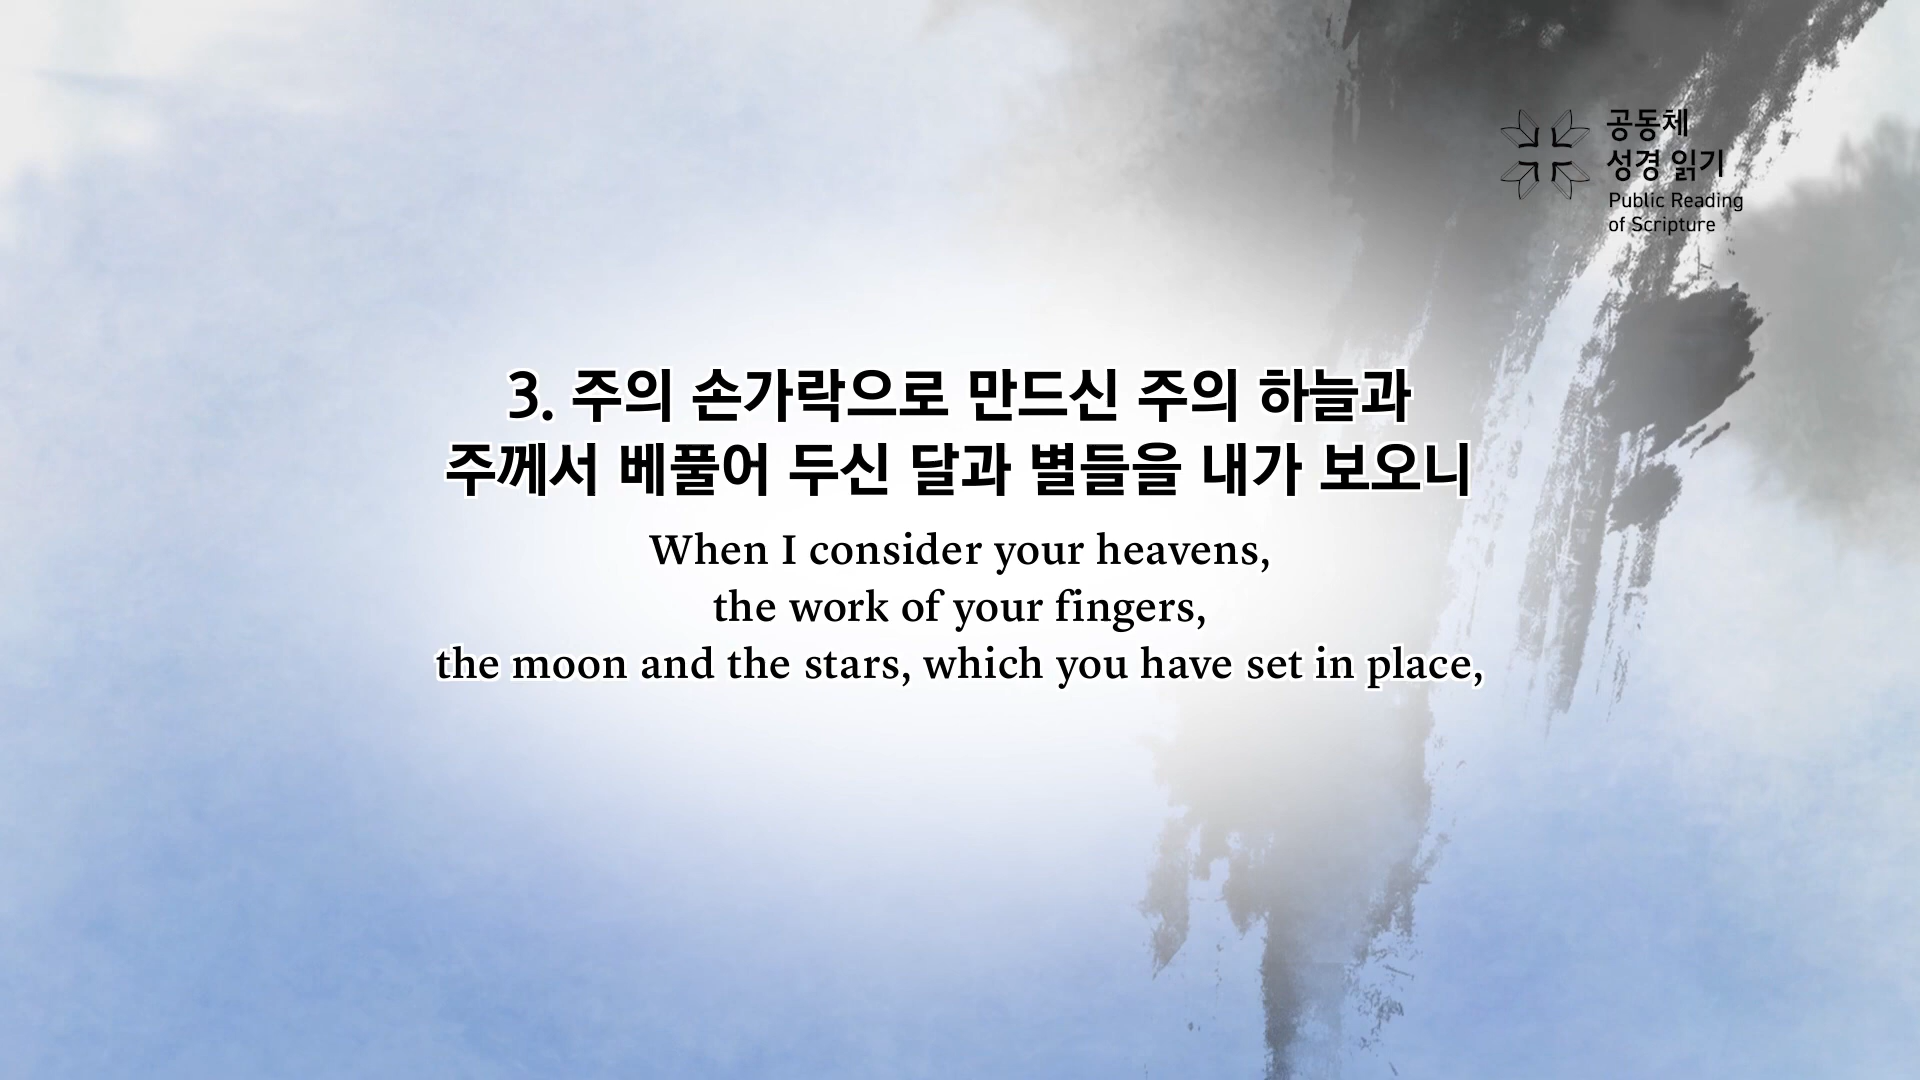 공동체
성경 읽기
Public Reading
of Scripture
3. 주의 손가락으로 만드신 주의 하늘과
주께서 베풀어 두신 달과 별들을 내가 보오니
When I consider your heavens,
the work of your fingers,
the moon and the stars, which you have set in place,